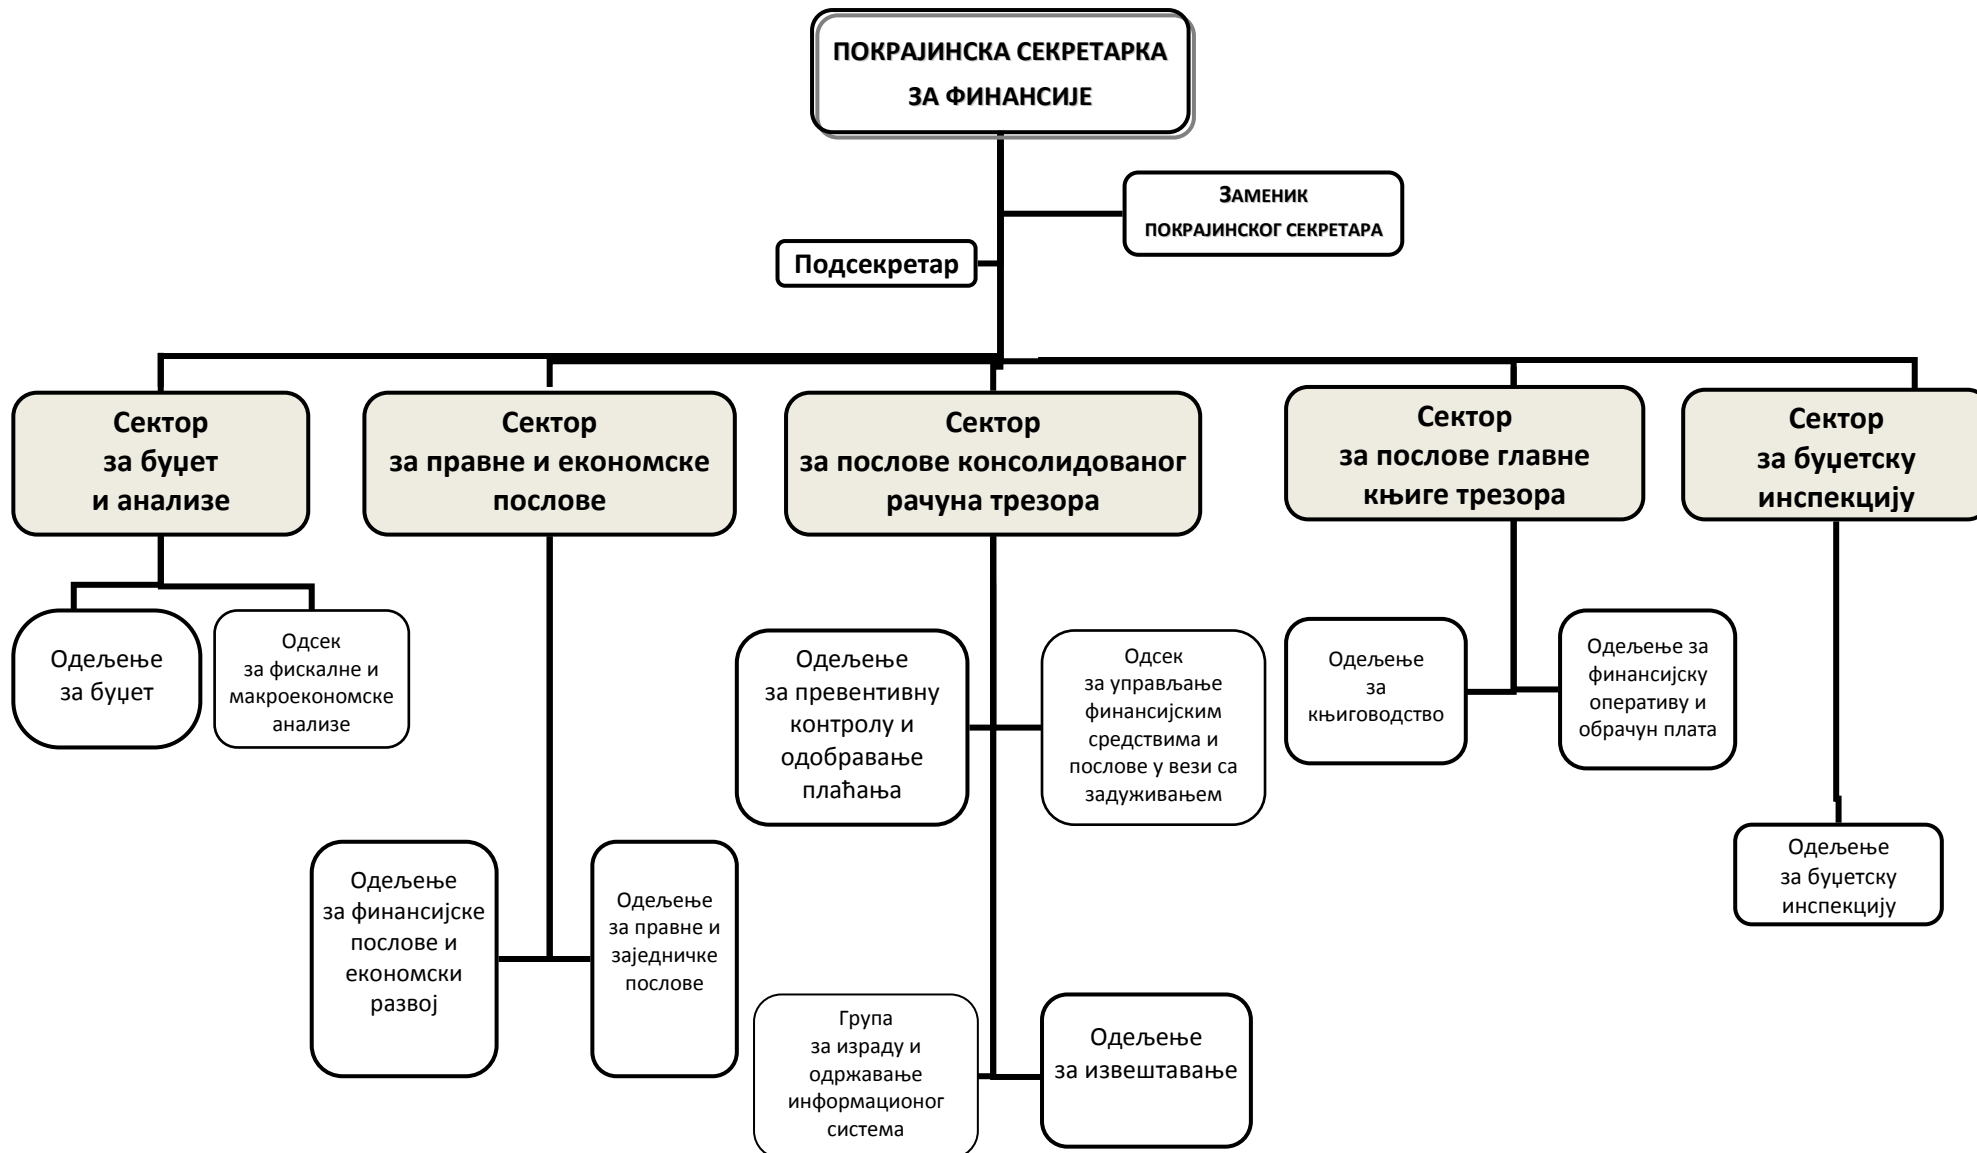 ПОКРАЈИНСКА СЕКРЕТАРКА
ЗА ФИНАНСИЈЕ
ЗАМЕНИК
ПОКРАЈИНСКОГ СЕКРЕТАРА
Подсекретар
Сектор
за буџет
и анализе
Сектор
за правне и економске
послове
Сектор
за послове консолидованог
рачуна трезора
Сектор
за послове главне
књиге трезора
Сектор
за буџетску
инспекцију
Одељење
за буџет
Одсек
за фискалне и
макроекономске
анализе
Одељење
за превентивну
контролу и
одобравање
плаћања
Одсек
за управљање
финансијским
средствима и
послове у вези са
задуживањем
Одељење
за
књиговодство
Одељење за
финансијску
оперативу и
обрачун плата
Одељење
за финансијске
послове и
економски
развој
Одељење
за правне и
заједничке
послове
Одељење
за буџетску
инспекцију
Група
за израду и
одржавање
информационог
система
Одељење
за извештавање